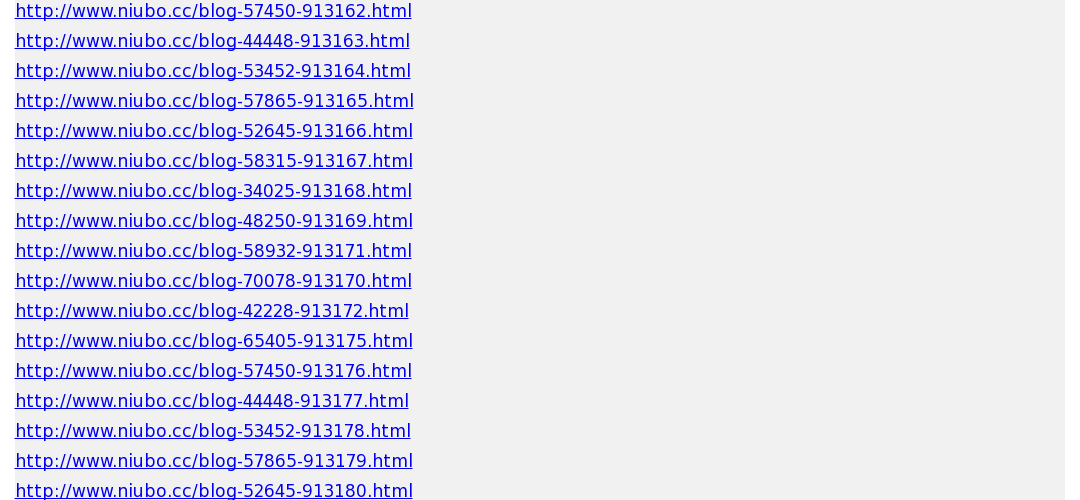 http://www.niubo.cc/blog-57450-913162.html
http://www.niubo.cc/blog-44448-913163.html
http://www.niubo.cc/blog-53452-913164.html
http://www.niubo.cc/blog-57865-913165.html
http://www.niubo.cc/blog-52645-913166.html
http://www.niubo.cc/blog-58315-913167.html
http://www.niubo.cc/blog-34025-913168.html
http://www.niubo.cc/blog-48250-913169.html
http://www.niubo.cc/blog-58932-913171.html
http://www.niubo.cc/blog-70078-913170.html
http://www.niubo.cc/blog-42228-913172.html
http://www.niubo.cc/blog-65405-913175.html
http://www.niubo.cc/blog-57450-913176.html
http://www.niubo.cc/blog-44448-913177.html
http://www.niubo.cc/blog-53452-913178.html
http://www.niubo.cc/blog-57865-913179.html
http://www.niubo.cc/blog-52645-913180.html